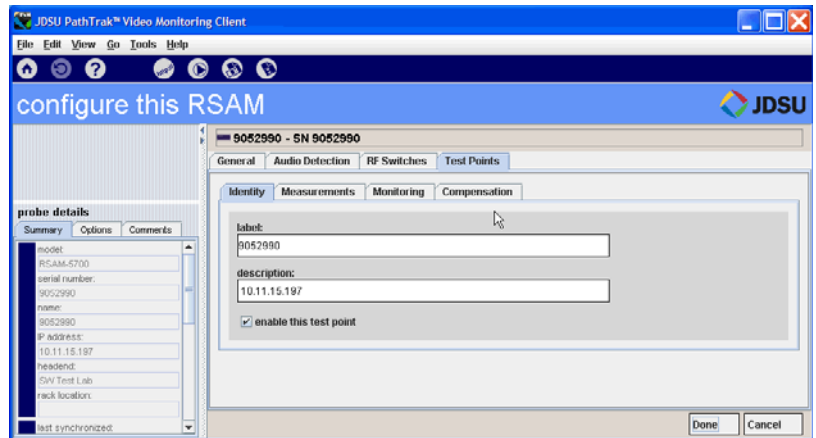 JDSU PathTrak™ Video Monitoring Client
File Edit View Go Tools Help
configure this RSAM
JDSU
9052990 - SN 9052990
General Audio Detection RF Switches Test Points
Identity Measurements Monitoring Compensation
label:
9052990
description:
10.11.15.197
enable this test point
probe details
Summary Options Comments
model:
RSAM-5700
serial number:
9052990
name:
9052990
IP address:
10.11.15.197
headend:
SW Test Lab
rack location:
last synchronized:
Done Cancel